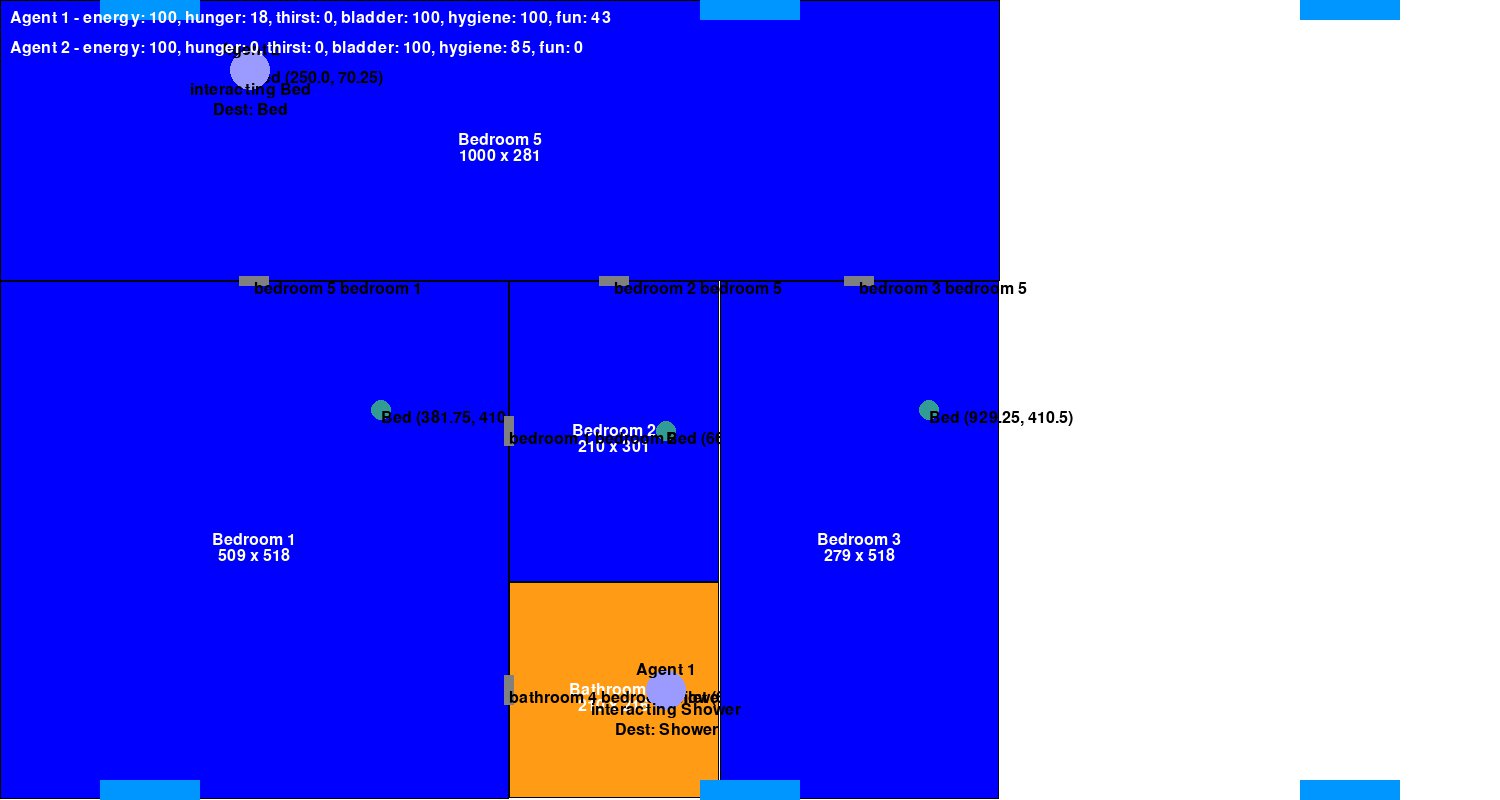 Agent 1 - energy: 100, hunger: 18, thirst: 0, bladder: 100, hygiene: 100, fun: 43
Agent 2 - energy: 100, hunger: 0, thirst: 0, bladder: 100, hygiene: 85, fun: 0
(250.0, 70.25)
interacting Bed
Dest: Bed
Bedroom 5
1000 x 281
bedroom 5 bedroom 1
bedroom 2 bedroom 5
bedroom 3 bedroom 5
Bed (381.75, 410
Bed (929.25, 410.5)
Bedroom 2
bedroom
Bed (66
210 x 301
Bedroom 1
509 x 518
Bedroom 3
279 x 518
Agent 1
Bathroom
bathroom 4
interacting Shower
Dest: Shower